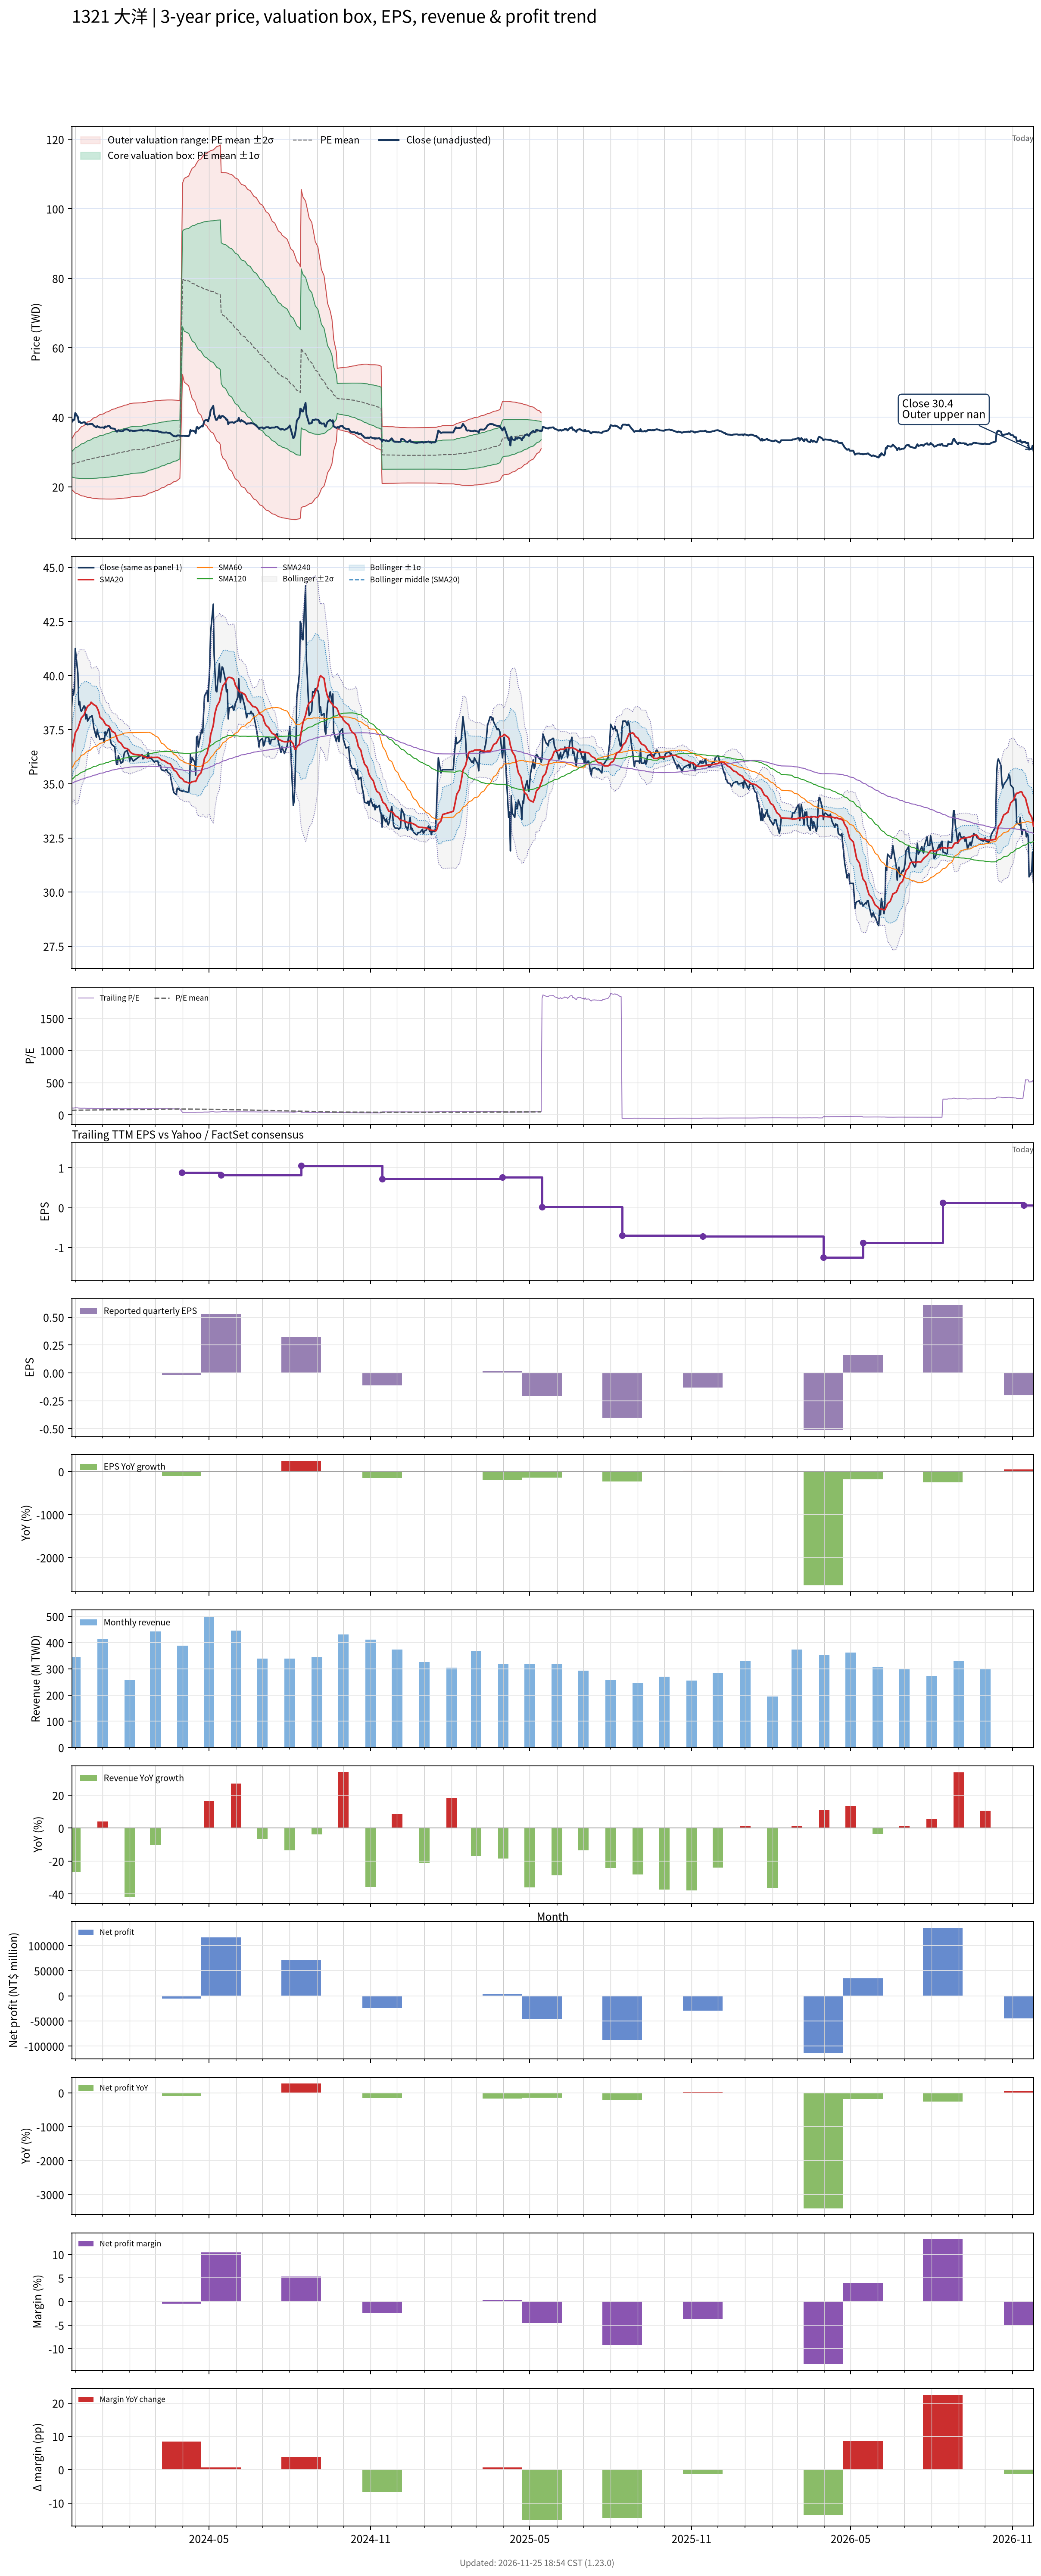 1321 大洋 | 3-year price, valuation box, EPS, revenue & profit trend
Outer valuation range: PE mean ±2σ
Core valuation box: PE mean ±1σ
PE mean
Close (unadjusted)
Today
Price (TWD)
120
100
80
60
40
20
Close 30.4
Outer upper nan
Close (same as panel 1)
SMA20
SMA60
SMA120
SMA240
Bollinger ±2σ
Bollinger ±1σ
Bollinger middle (SMA20)
Price
45.0
42.5
40.0
37.5
35.0
32.5
30.0
27.5
Trailing P/E
P/E mean
P/E
1500
1000
500
0
Trailing TTM EPS vs Yahoo / FactSet consensus
Today
EPS
1
0
-1
Reported quarterly EPS
EPS
0.50
0.25
0.00
-0.25
-0.50
EPS YoY growth
YoY (%)
0
-1000
-2000
Monthly revenue
Revenue (M TWD)
500
400
300
200
100
0
Revenue YoY growth
YoY (%)
20
0
-20
-40
Month
Net profit
Net profit (NT$ million)
100000
50000
0
-50000
-100000
Net profit YoY
YoY (%)
0
-1000
-2000
-3000
Net profit margin
Margin (%)
10
5
0
-5
-10
Margin YoY change
Δ margin (pp)
20
10
0
-10
2024-05
2024-11
2025-05
2025-11
2026-05
2026-11
Updated: 2026-11-25 18:54 CST (1.23.0)